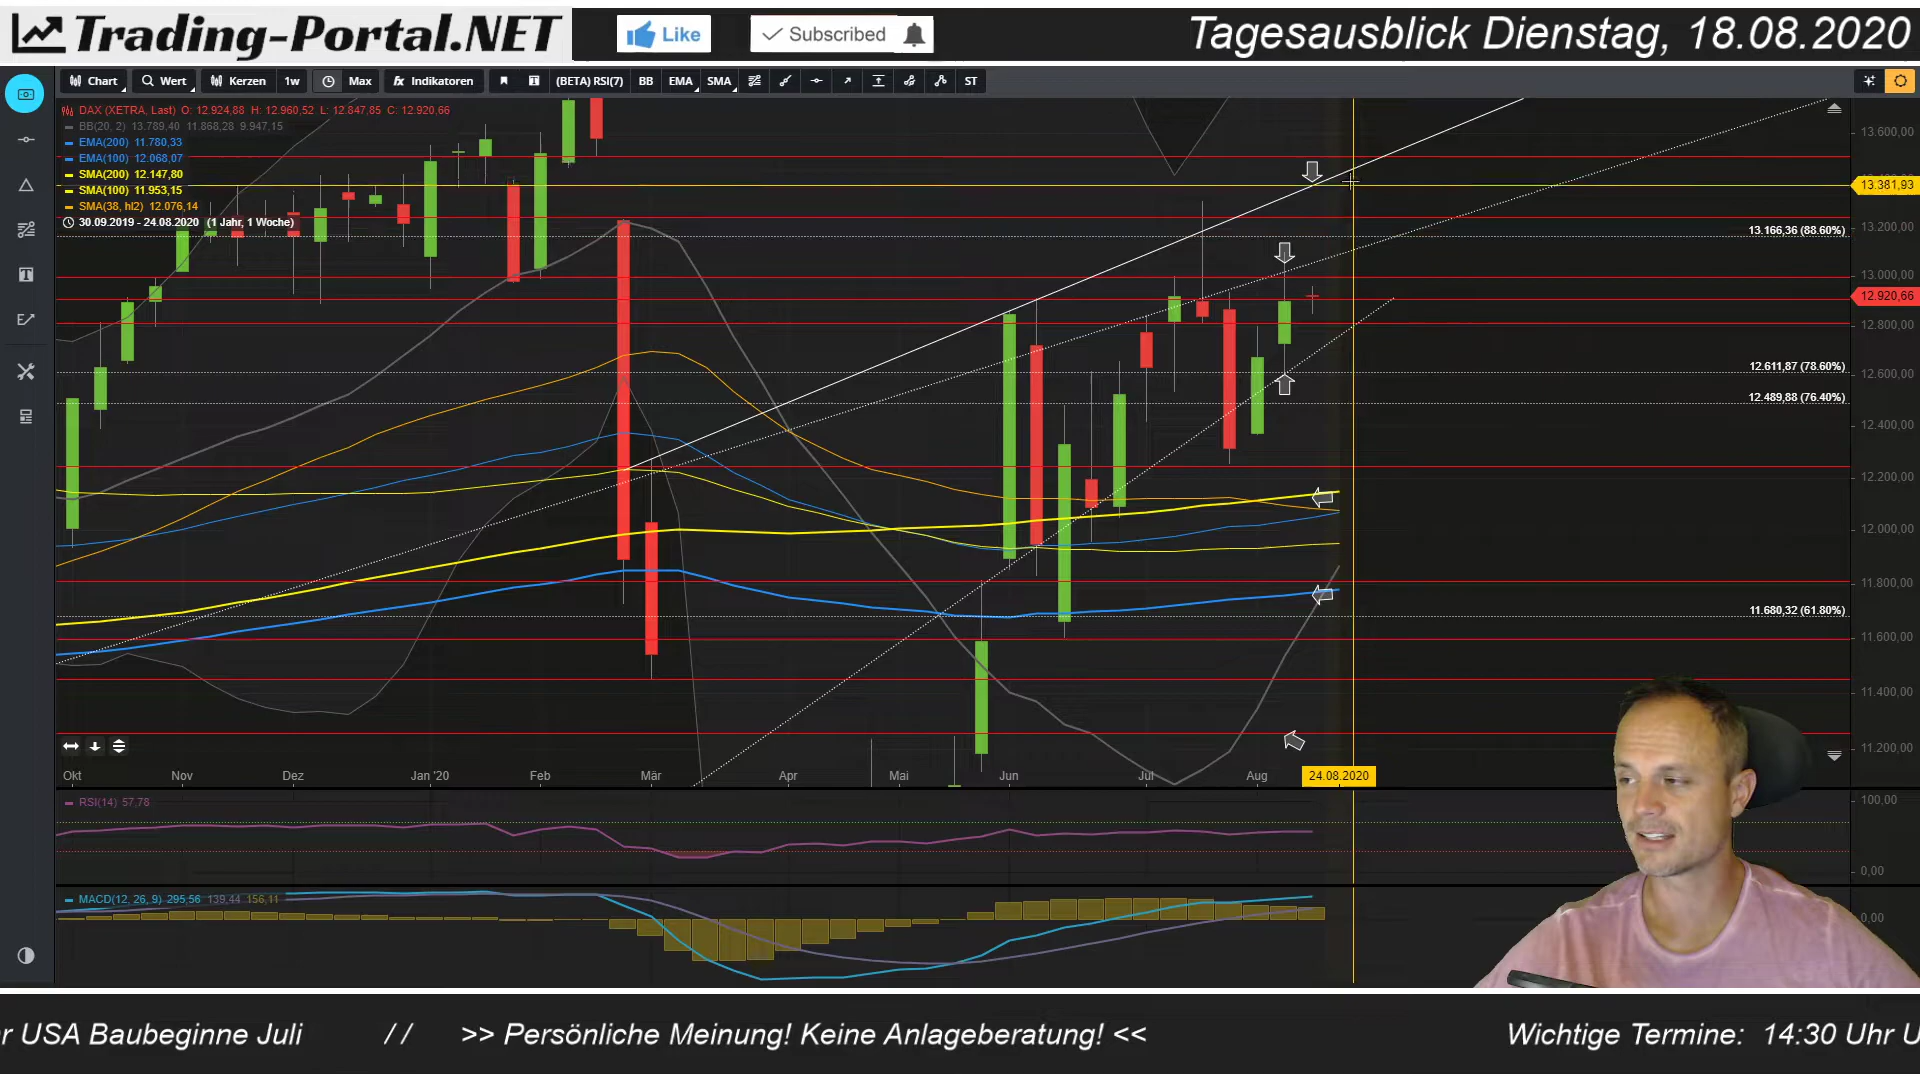 Trading-Portal.NET
Like
Subscribed
Tagesausblick Dienstag, 18.08.2020
Chart
Wert
Kerzen
1w
Max
fx Indikatoren
(BETA) RSI(7)
BB
EMA
SMA
ST
DAX (XETRA, Last) O: 12.924,88 H: 12.960,52 L: 12.847,85 C: 12.920,66
BB(20, 2) 13.789,40 11.868,28 9.947,15
EMA(200) 11.780,33
EMA(100) 12.068,07
SMA(200) 12.147,80
SMA(100) 11.953,15
SMA(38, hl2) 12.076,14
30.09.2019 - 24.08.2020 (1 Jahr, 1 Woche)
13.600,00
13.381,93
13.200,00
13.166,36 (88.60%)
13.000,00
12.920,66
12.800,00
12.611,87 (78.60%)
12.600,00
12.489,88 (76.40%)
12.400,00
12.200,00
12.000,00
11.800,00
11.680,32 (61.80%)
11.600,00
11.400,00
11.200,00
Okt
Nov
Dez
Jan '20
Feb
Mär
Apr
Mai
Jun
Jul
Aug
24.08.2020
RSI(14) 57,78
100,00
0,00
MACD(12, 26, 9) 295,56 139,44 156,11
0,00
r USA Baubeginne Juli // >> Persönliche Meinung! Keine Anlageberatung! << Wichtige Termine: 14:30 Uhr U